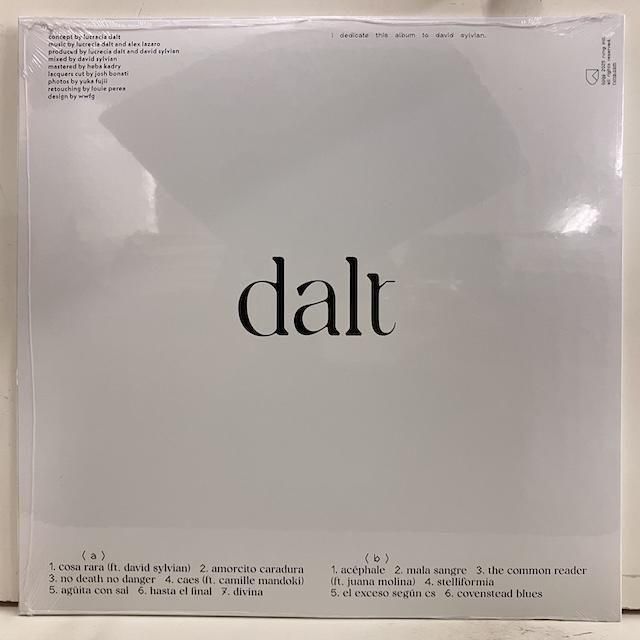 concept by lucrecia dalt
music by lucrecia dalt and alex lazaro
produced by lucrecia dalt and david sylvian
mixed by david sylvian
mastered by heba kadry
lacquers cut by josh bonati
photos by yuka fujii
retouching by louie perea
design by wwfg
i dedicate this album to david sylvian.
all rights reserved.
dalt
(a)
1. cosa rara (ft. david sylvian) 2. amorcito caradura
3. no death no danger 4. caes (ft. camille mandoki)
5. agüita con sal 6. hasta el final 7. divina
(b)
1. acéphale 2. mala sangre 3. the common reader
(ft. juana molina) 4. stelliformia
5. el exceso según cs 6. covenstead blues